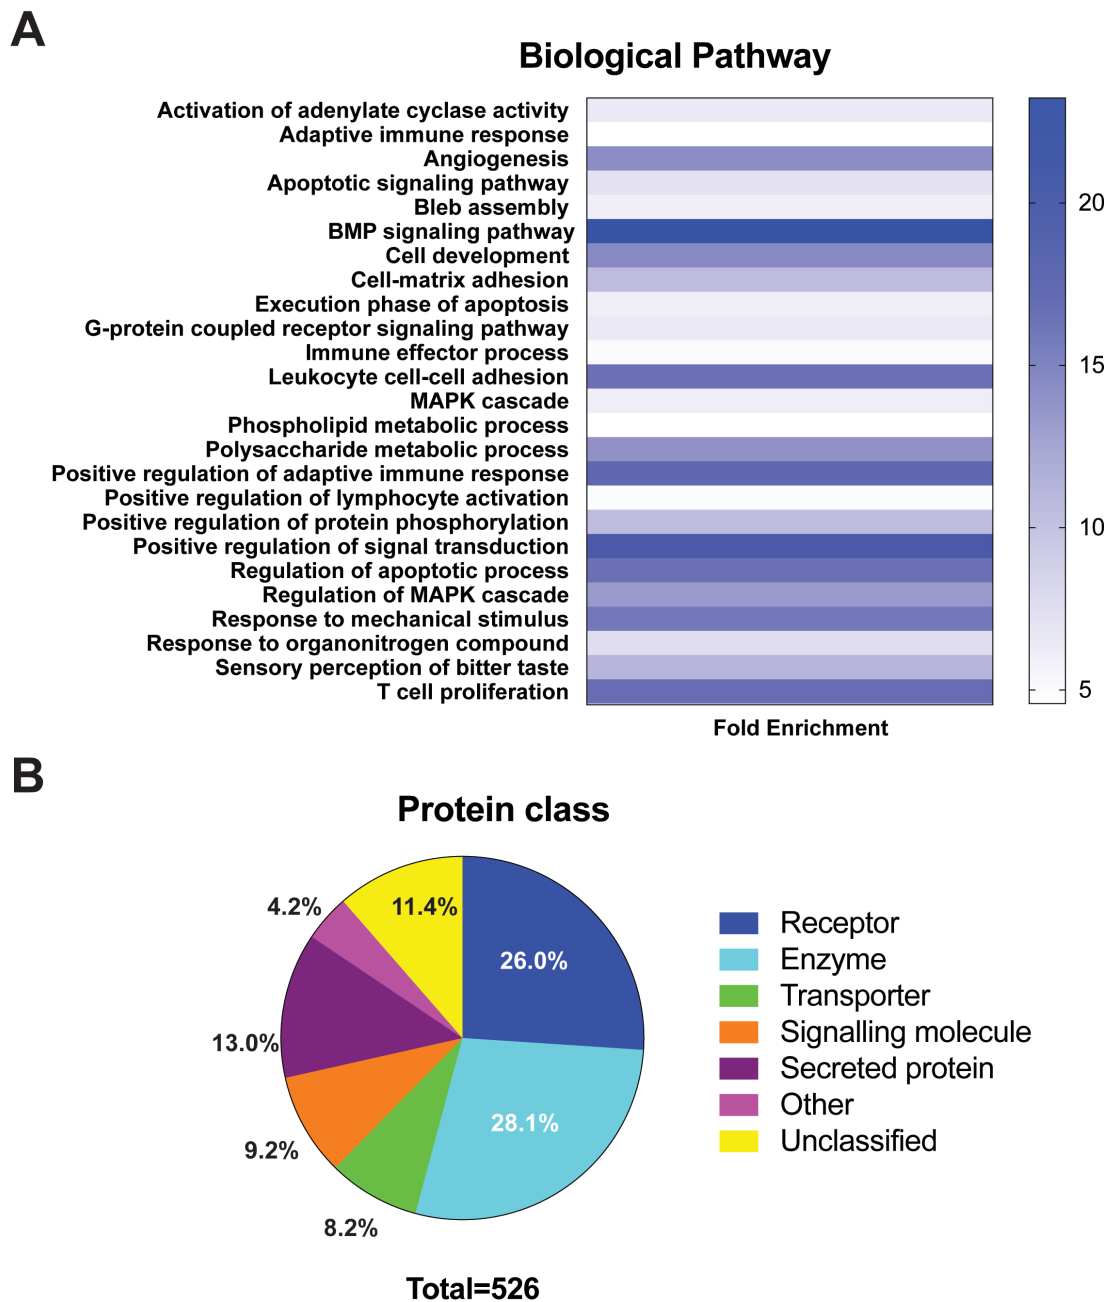 A
Biological Pathway
Activation of adenylate cyclase activity
Adaptive immune response
Angiogenesis
Apoptotic signaling pathway
Bleb assembly
BMP signaling pathway
Cell development
Cell-matrix adhesion
Execution phase of apoptosis
G-protein coupled receptor signaling pathway
Immune effector process
Leukocyte cell-cell adhesion
MAPK cascade
Phospholipid metabolic process
Polysaccharide metabolic process
Positive regulation of adaptive immune response
Positive regulation of lymphocyte activation
Positive regulation of protein phosphorylation
Positive regulation of signal transduction
Regulation of apoptotic process
Regulation of MAPK cascade
Response to mechanical stimulus
Response to organonitrogen compound
Sensory perception of bitter taste
T cell proliferation
Fold Enrichment
20
15
10
5
B
Protein class
11.4%
26.0%
4.2%
13.0%
28.1%
9.2%
8.2%
Receptor
Enzyme
Transporter
Signalling molecule
Secreted protein
Other
Unclassified
Total=526